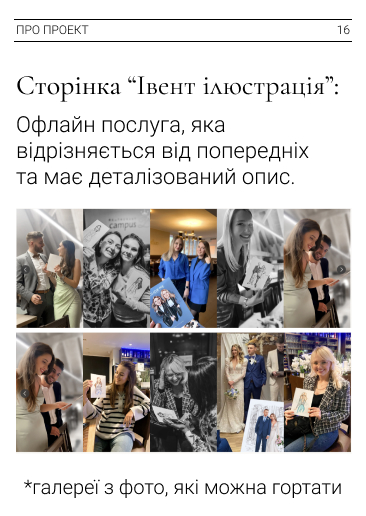 ПРО ПРОЕКТ 16
Сторінка “Івент ілюстрація”:
Офлайн послуга, яка
відрізняється від попередніх
та має деталізований опис.
campus
*галереї з фото, які можна гортати